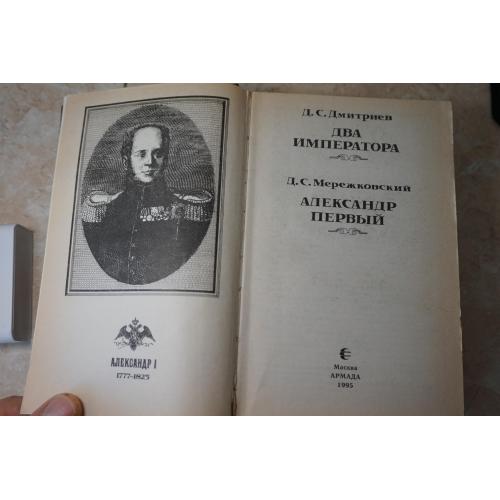 АЛЕКСАНДР I
1777-1825
Д. С. Дмитриев
ДВА
ИМПЕРАТОРА
Д. С. Мережковский
АЛЕКСАНДР
ПЕРВЫЙ
Москва
АРМАДА
1995